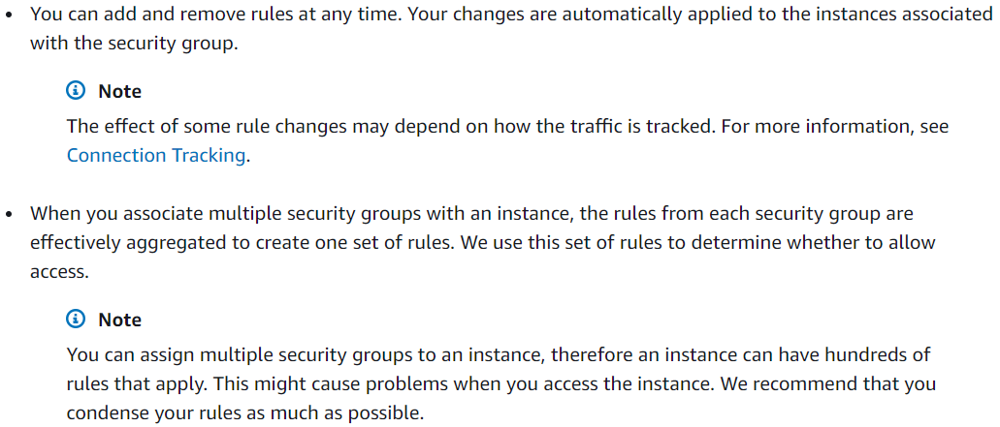 • You can add and remove rules at any time. Your changes are automatically applied to the instances associated
with the security group.
Note
The effect of some rule changes may depend on how the traffic is tracked. For more information, see
Connection Tracking.
• When you associate multiple security groups with an instance, the rules from each security group are
effectively aggregated to create one set of rules. We use this set of rules to determine whether to allow
access.
Note
You can assign multiple security groups to an instance, therefore an instance can have hundreds of
rules that apply. This might cause problems when you access the instance. We recommend that you
condense your rules as much as possible.